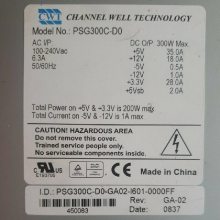 CWT CHANNEL WELL TECHNOLOGY
Model No.: PSG300C-D0
AC I/P: DC O/P 300W Max.
100-240Vac +5V 35.0A
6.3A +12V 18.0A
50/60Hz -5V 0.5A
-12V 1.0A
+3.3V 28.0A
+5Vsb 2.0A
Total Power on +5V & +3.3V are 200W max
Total Current on -5V & -12V is 1A max
CAUTION! HAZARDOUS AREA
Do not remove this cover.
Trained service people only.
No serviceable components
inside.
I.D.: PSG300C-D0-GA02-I601-0000FF
Rev.: GA-02
450083 Date: 0837